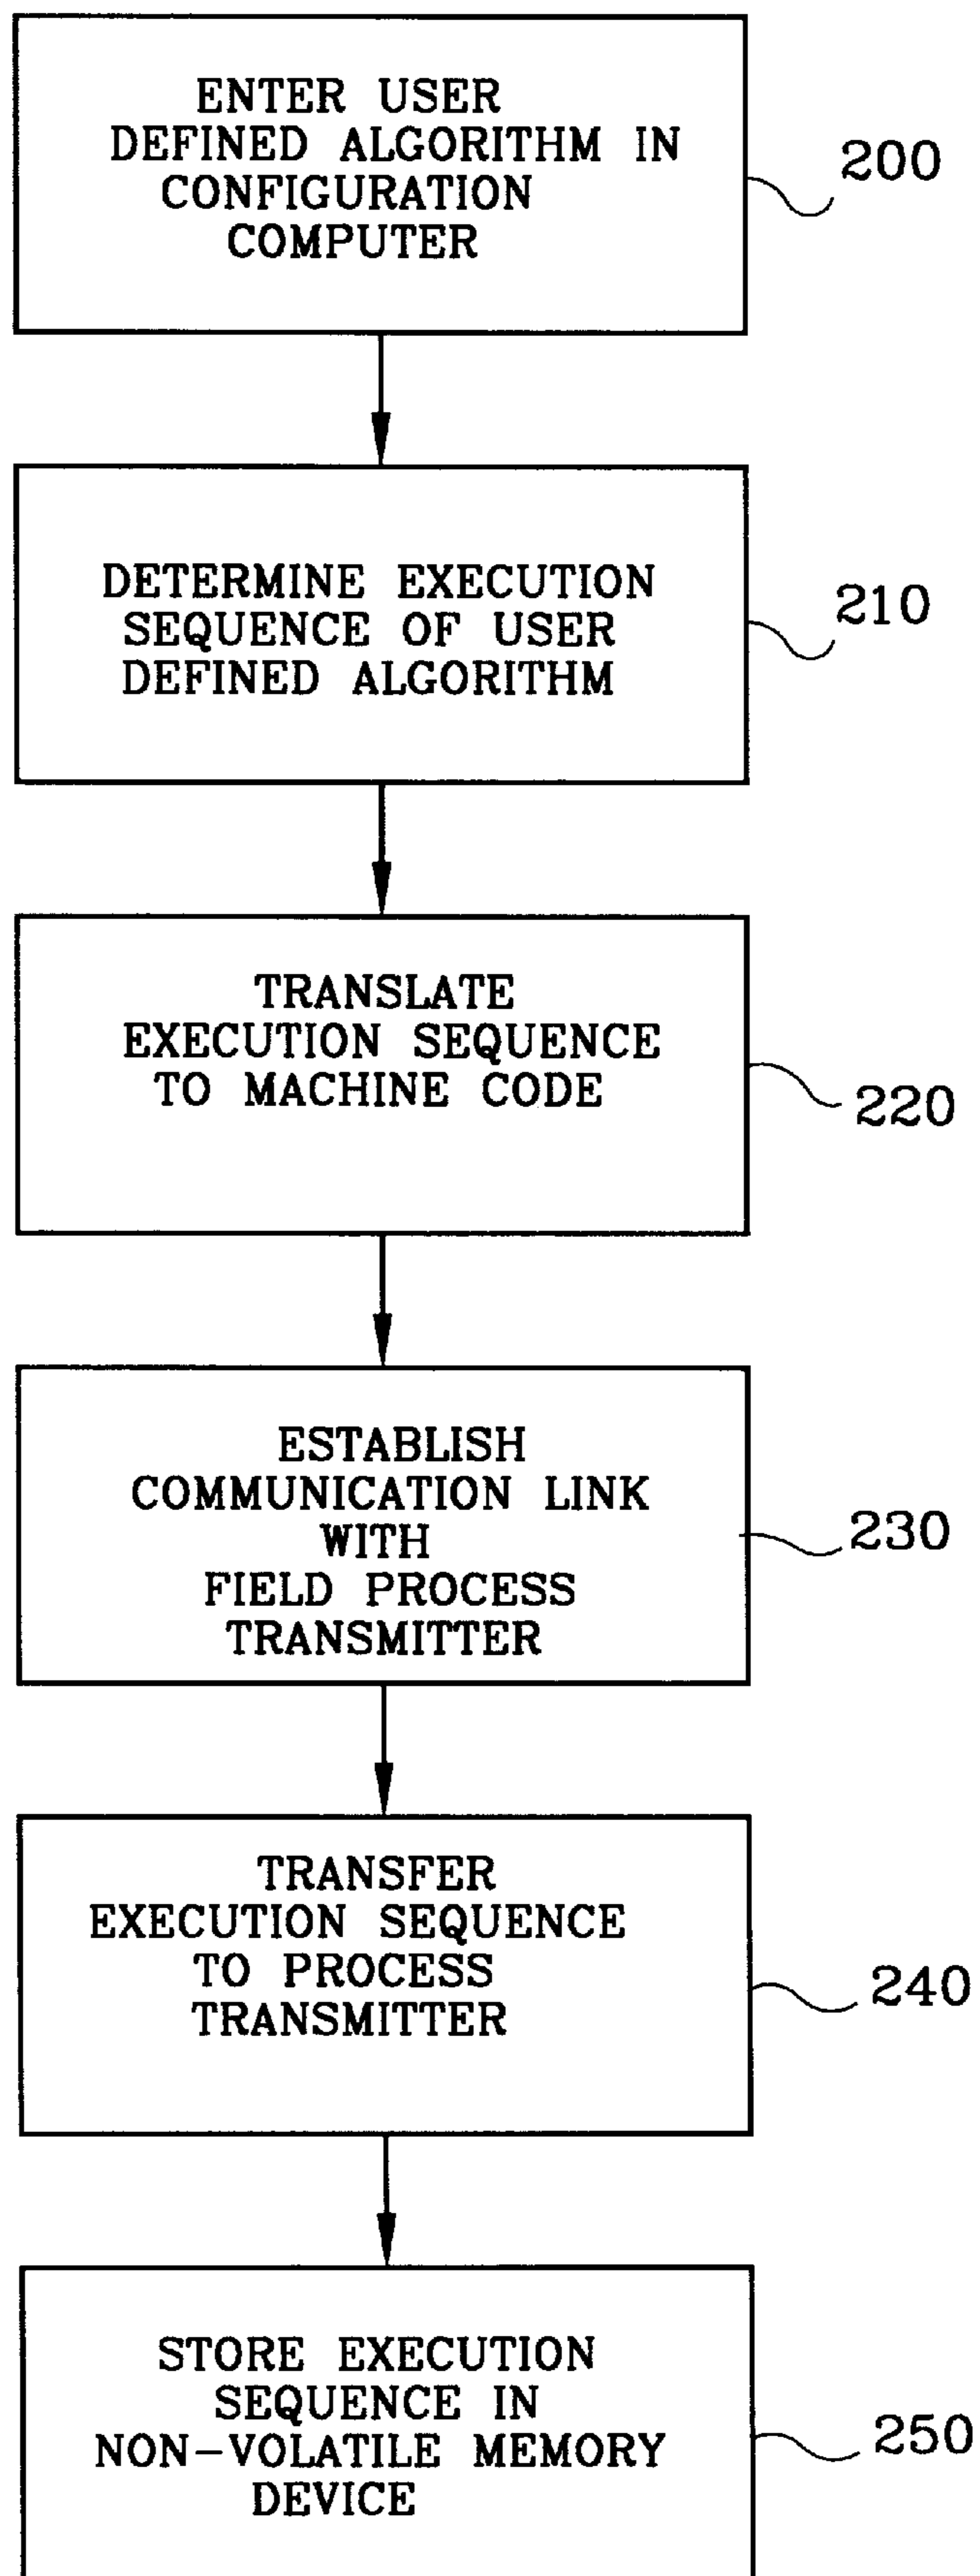 ENTER USER
DEFINED ALGORITHM IN
CONFIGURATION
COMPUTER
200
DETERMINE EXECUTION
SEQUENCE OF USER
DEFINED ALGORITHM
210
TRANSLATE
EXECUTION SEQUENCE
TO MACHINE CODE
220
ESTABLISH
COMMUNICATION LINK
WITH
FIELD PROCESS
TRANSMITTER
230
TRANSFER
EXECUTION SEQUENCE
TO PROCESS
TRANSMITTER
240
STORE EXECUTION
SEQUENCE IN
NON-VOLATILE MEMORY
DEVICE
250